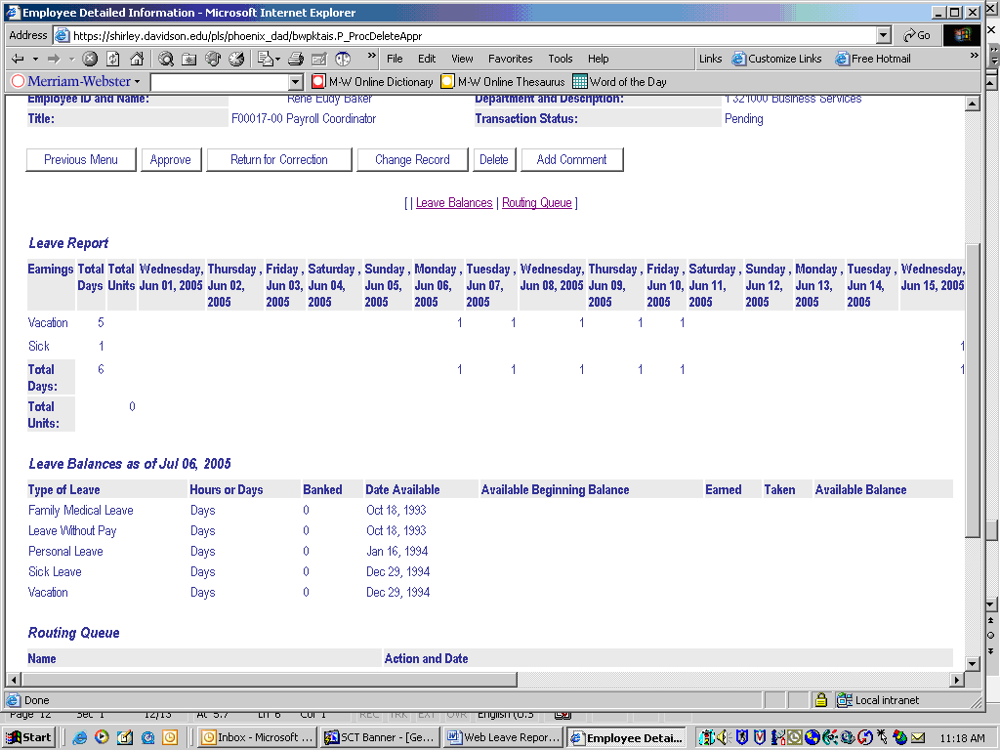 Employee Detailed Information - Microsoft Internet Explorer
Address https://shirley.davidson.edu/pls/phoenix_dad/bwpktais.P_ProcDeleteAppr Go
» File Edit View Favorites Tools Help Links Customize Links Free Hotmail »
Merriam-Webster M-W Online Dictionary M-W Online Thesaurus Word of the Day
Employee ID and Name: Rene Eudy Baker Department and Description: 1 321000 Business Services
Title: F00017-00 Payroll Coordinator Transaction Status: Pending
Previous Menu Approve Return for Correction Change Record Delete Add Comment
[ | Leave Balances | Routing Queue ]
Leave Report
Earnings Total Total Wednesday, Thursday , Friday , Saturday , Sunday , Monday , Tuesday , Wednesday, Thursday , Friday , Saturday , Sunday , Monday , Tuesday , Wednesday,
Days Units Jun 01, 2005 Jun 02, Jun 03, Jun 04, Jun 05, Jun 06, Jun 07, Jun 08, 2005 Jun 09, Jun 10, Jun 11, Jun 12, Jun 13, Jun 14, Jun 15, 2005
2005 2005 2005 2005 2005 2005 2005 2005 2005 2005 2005 2005
Vacation 5 1 1 1 1 1
Sick 1 1
Total 6 1 1 1 1 1 1
Days:
Total 0
Units:
Leave Balances as of Jul 06, 2005
Type of Leave Hours or Days Banked Date Available Available Beginning Balance Earned Taken Available Balance
Family Medical Leave Days 0 Oct 18, 1993
Leave Without Pay Days 0 Oct 18, 1993
Personal Leave Days 0 Jan 16, 1994
Sick Leave Days 0 Dec 29, 1994
Vacation Days 0 Dec 29, 1994
Routing Queue
Name Action and Date
Done Local intranet
Page 12 Sec 1 12/13 At 5.7" Ln 6 Col 1 REC TRK EXT OVR English (U.S
Start Inbox - Microsoft ... SCT Banner - [Ge... Web Leave Repor... Employee Detai... 11:18 AM